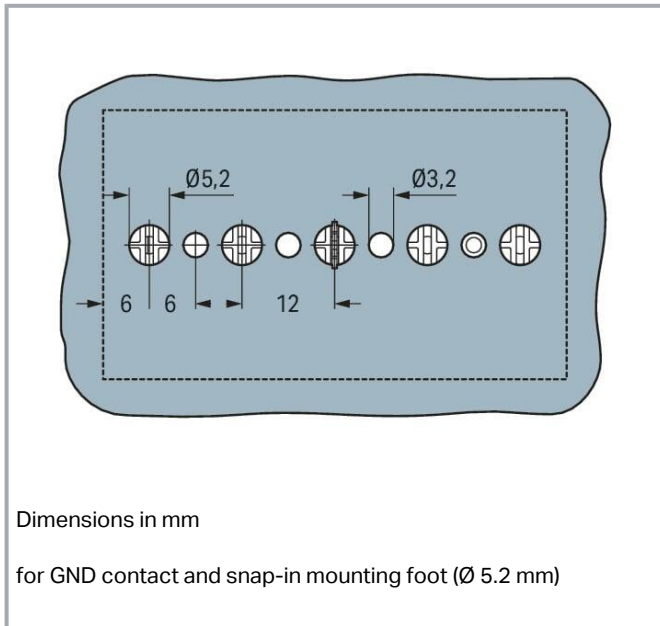 Ø5,2 Ø3,2
6 6 12
Dimensions in mm
for GND contact and snap-in mounting foot (Ø 5.2 mm)